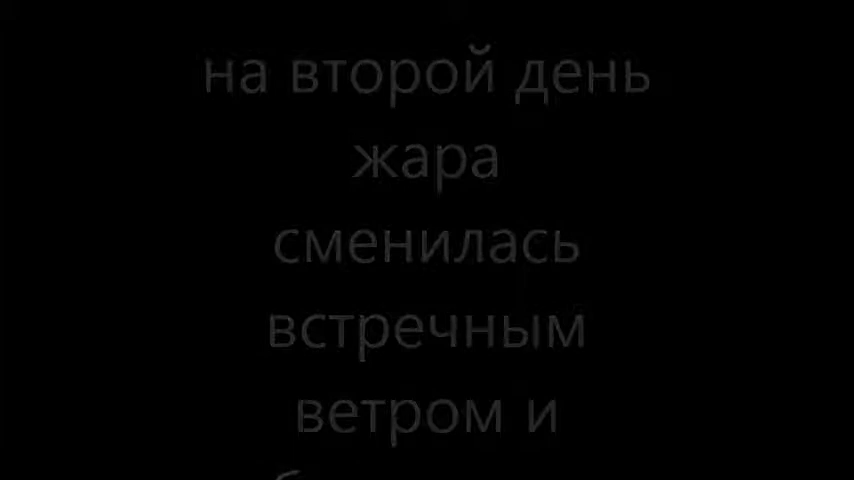 на второй день
жара
сменилась
встречным
ветром и